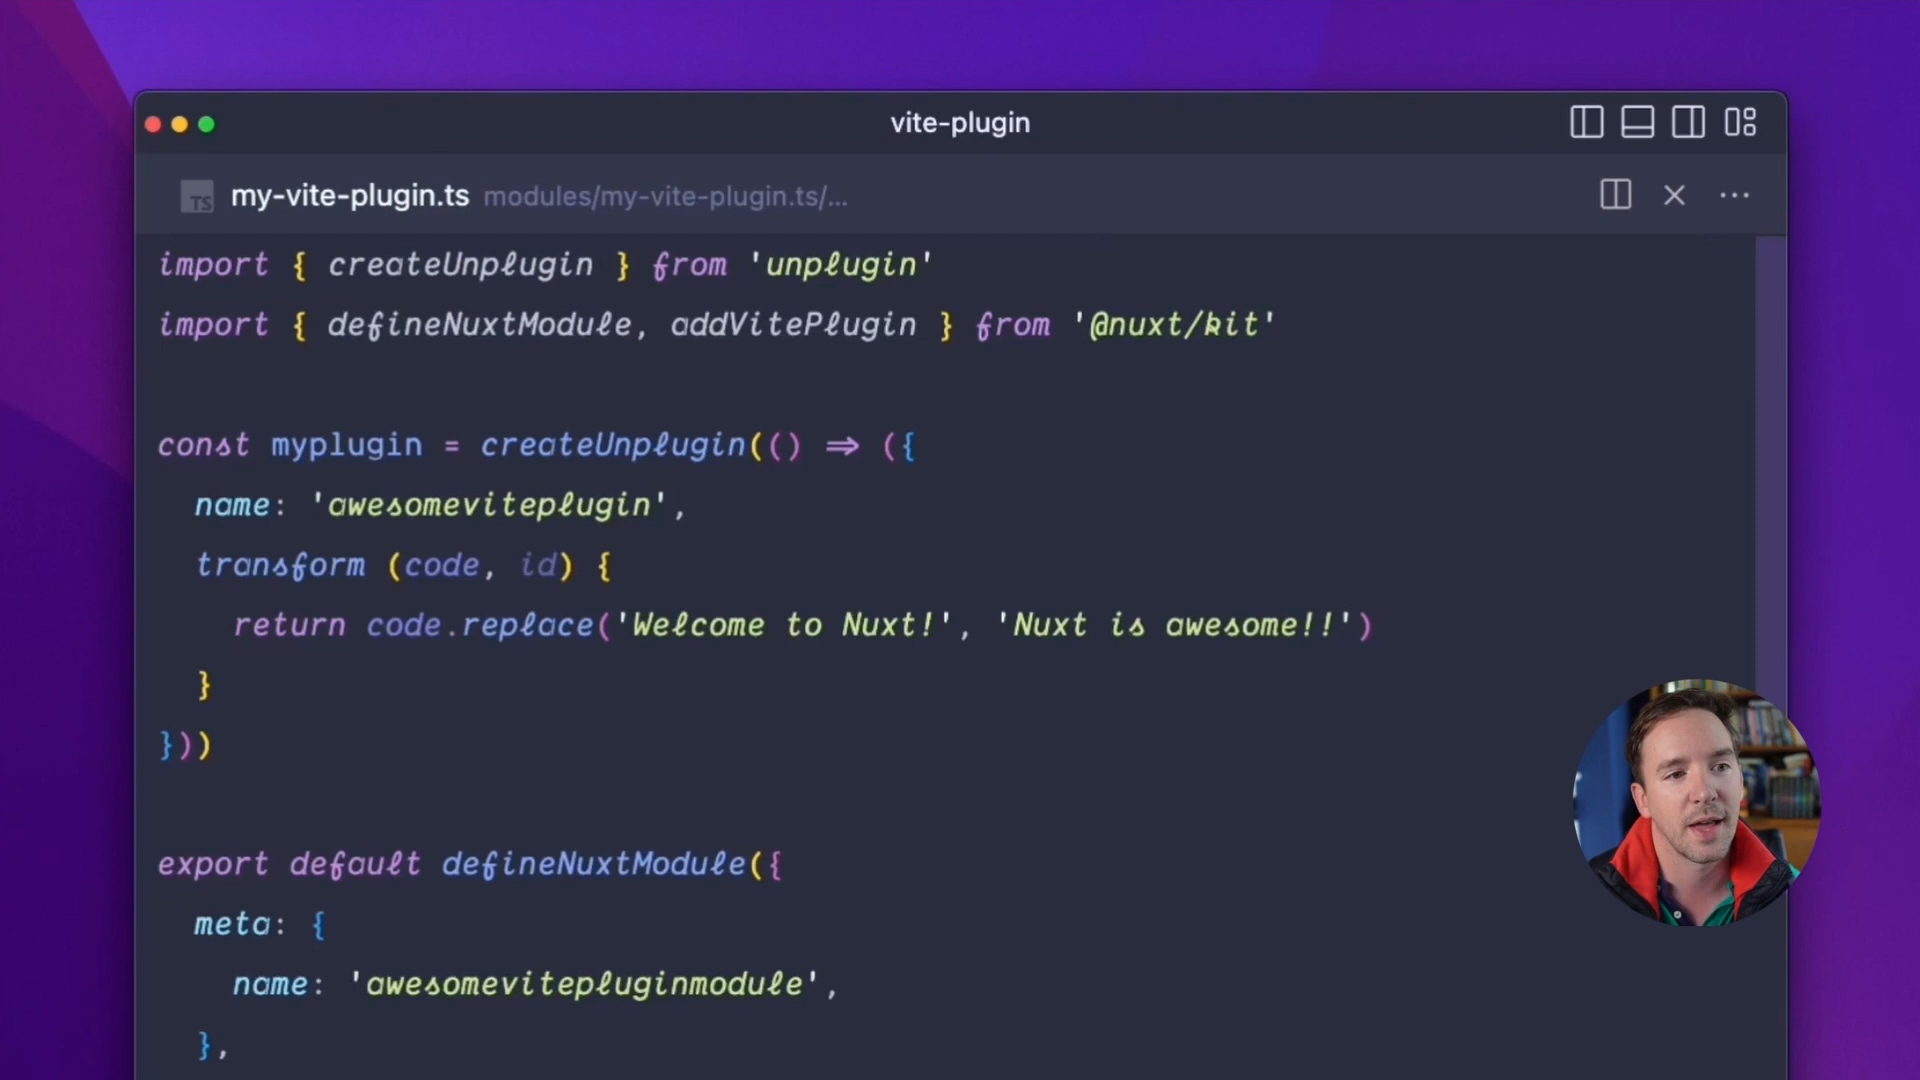 vite-plugin
TS my-vite-plugin.ts modules/my-vite-plugin.ts/...
import { createUnplugin } from 'unplugin'
import { defineNuxtModule, addVitePlugin } from '@nuxt/kit'
const myplugin = createUnplugin(() => ({
name: 'awesomeviteplugin',
transform (code, id) {
return code.replace('Welcome to Nuxt!', 'Nuxt is awesome!!')
}
}))
export default defineNuxtModule({
meta: {
name: 'awesomevitepluginmodule',
},